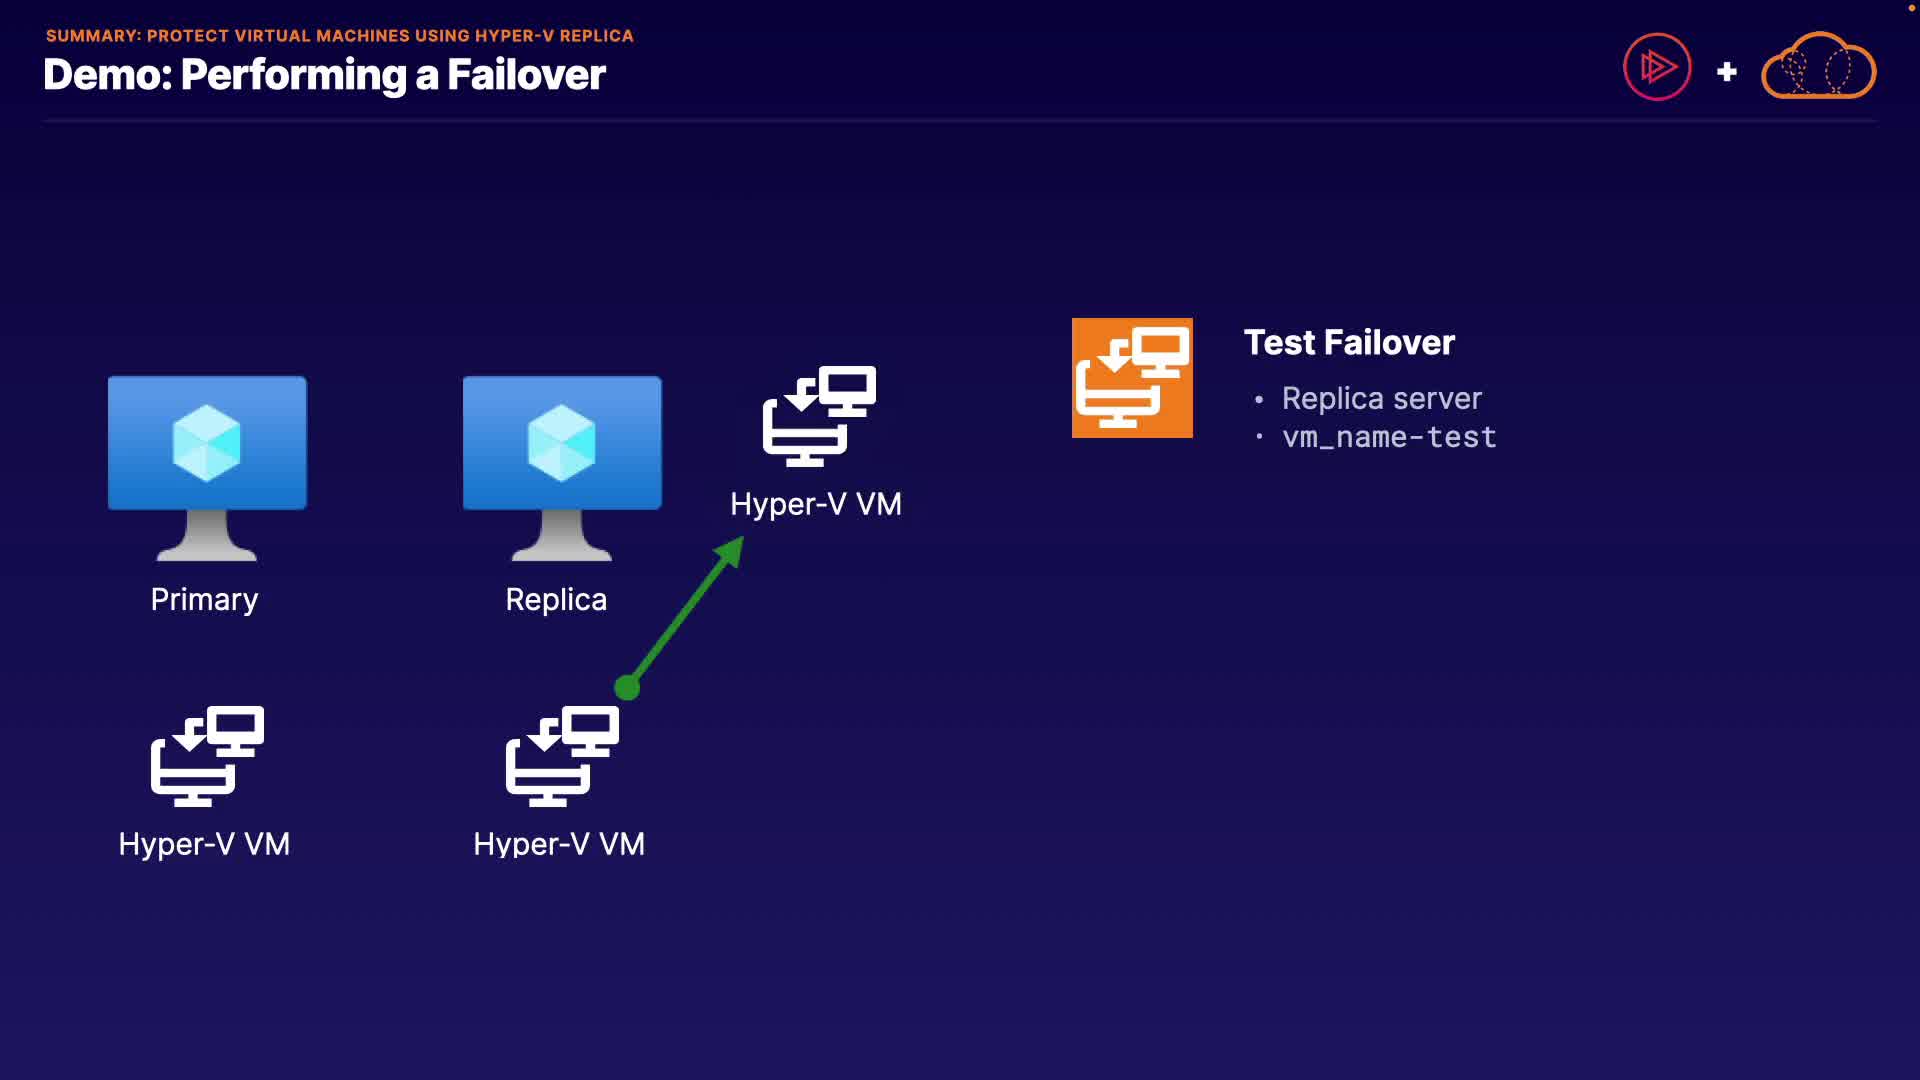 SUMMARY: PROTECT VIRTUAL MACHINES USING HYPER-V REPLICA
Demo: Performing a Failover
Test Failover
• Replica server
• vm_name-test
Hyper-V VM
Primary
Replica
Hyper-V VM
Hyper-V VM